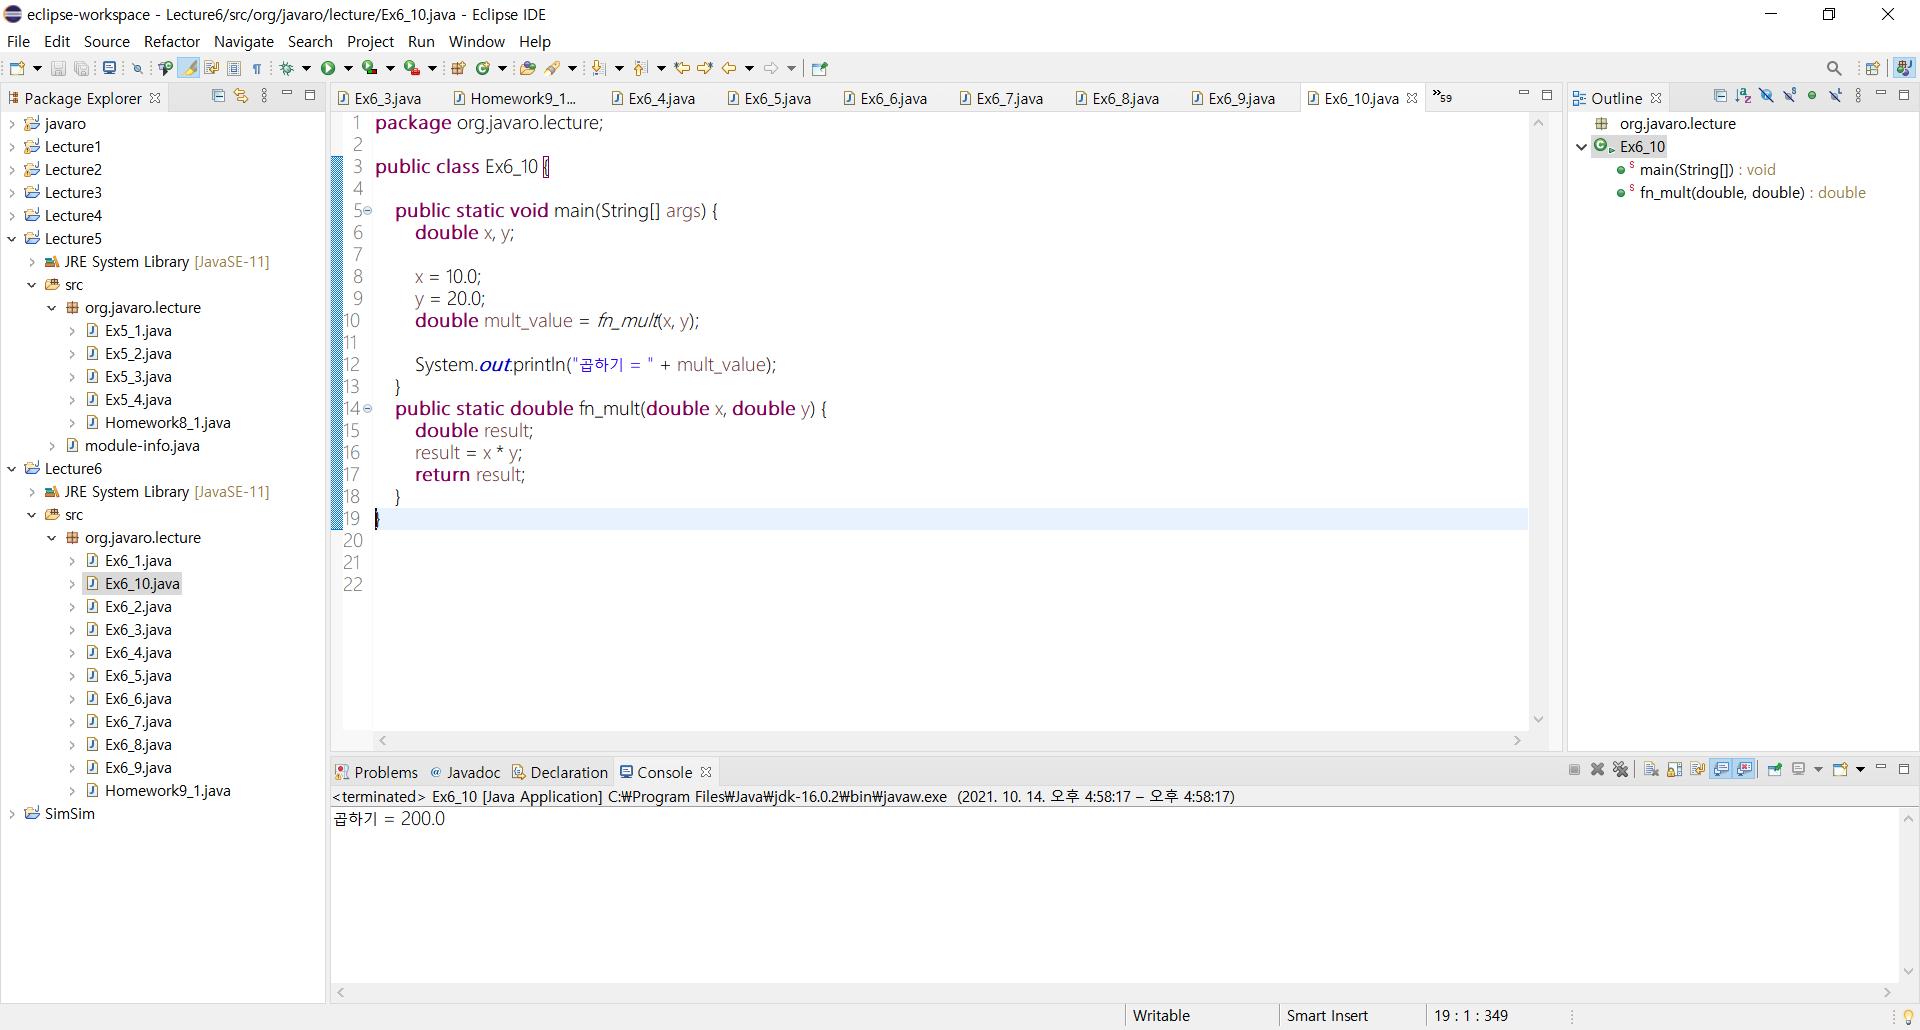 eclipse-workspace - Lecture6/src/org/javaro/lecture/Ex6_10.java - Eclipse IDE
File Edit Source Refactor Navigate Search Project Run Window Help
Package Explorer
javaro
Lecture1
Lecture2
Lecture3
Lecture4
Lecture5
JRE System Library [JavaSE-11]
src
org.javaro.lecture
Ex5_1.java
Ex5_2.java
Ex5_3.java
Ex5_4.java
Homework8_1.java
module-info.java
Lecture6
JRE System Library [JavaSE-11]
src
org.javaro.lecture
Ex6_1.java
Ex6_10.java
Ex6_2.java
Ex6_3.java
Ex6_4.java
Ex6_5.java
Ex6_6.java
Ex6_7.java
Ex6_8.java
Ex6_9.java
Homework9_1.java
SimSim
Ex6_3.java Homework9_1... Ex6_4.java Ex6_5.java Ex6_6.java Ex6_7.java Ex6_8.java Ex6_9.java Ex6_10.java »59
1 package org.javaro.lecture;
2
3 public class Ex6_10 {
4
5 public static void main(String[] args) {
6 double x, y;
7
8 x = 10.0;
9 y = 20.0;
10 double mult_value = fn_mult(x, y);
11
12 System.out.println("곱하기 = " + mult_value);
13 }
14 public static double fn_mult(double x, double y) {
15 double result;
16 result = x * y;
17 return result;
18 }
19 }
20
21
22
Outline
org.javaro.lecture
Ex6_10
main(String[]) : void
fn_mult(double, double) : double
Problems Javadoc Declaration Console
<terminated> Ex6_10 [Java Application] C:₩Program Files₩Java₩jdk-16.0.2₩bin₩javaw.exe (2021. 10. 14. 오후 4:58:17 – 오후 4:58:17)
곱하기 = 200.0
Writable Smart Insert 19 : 1 : 349